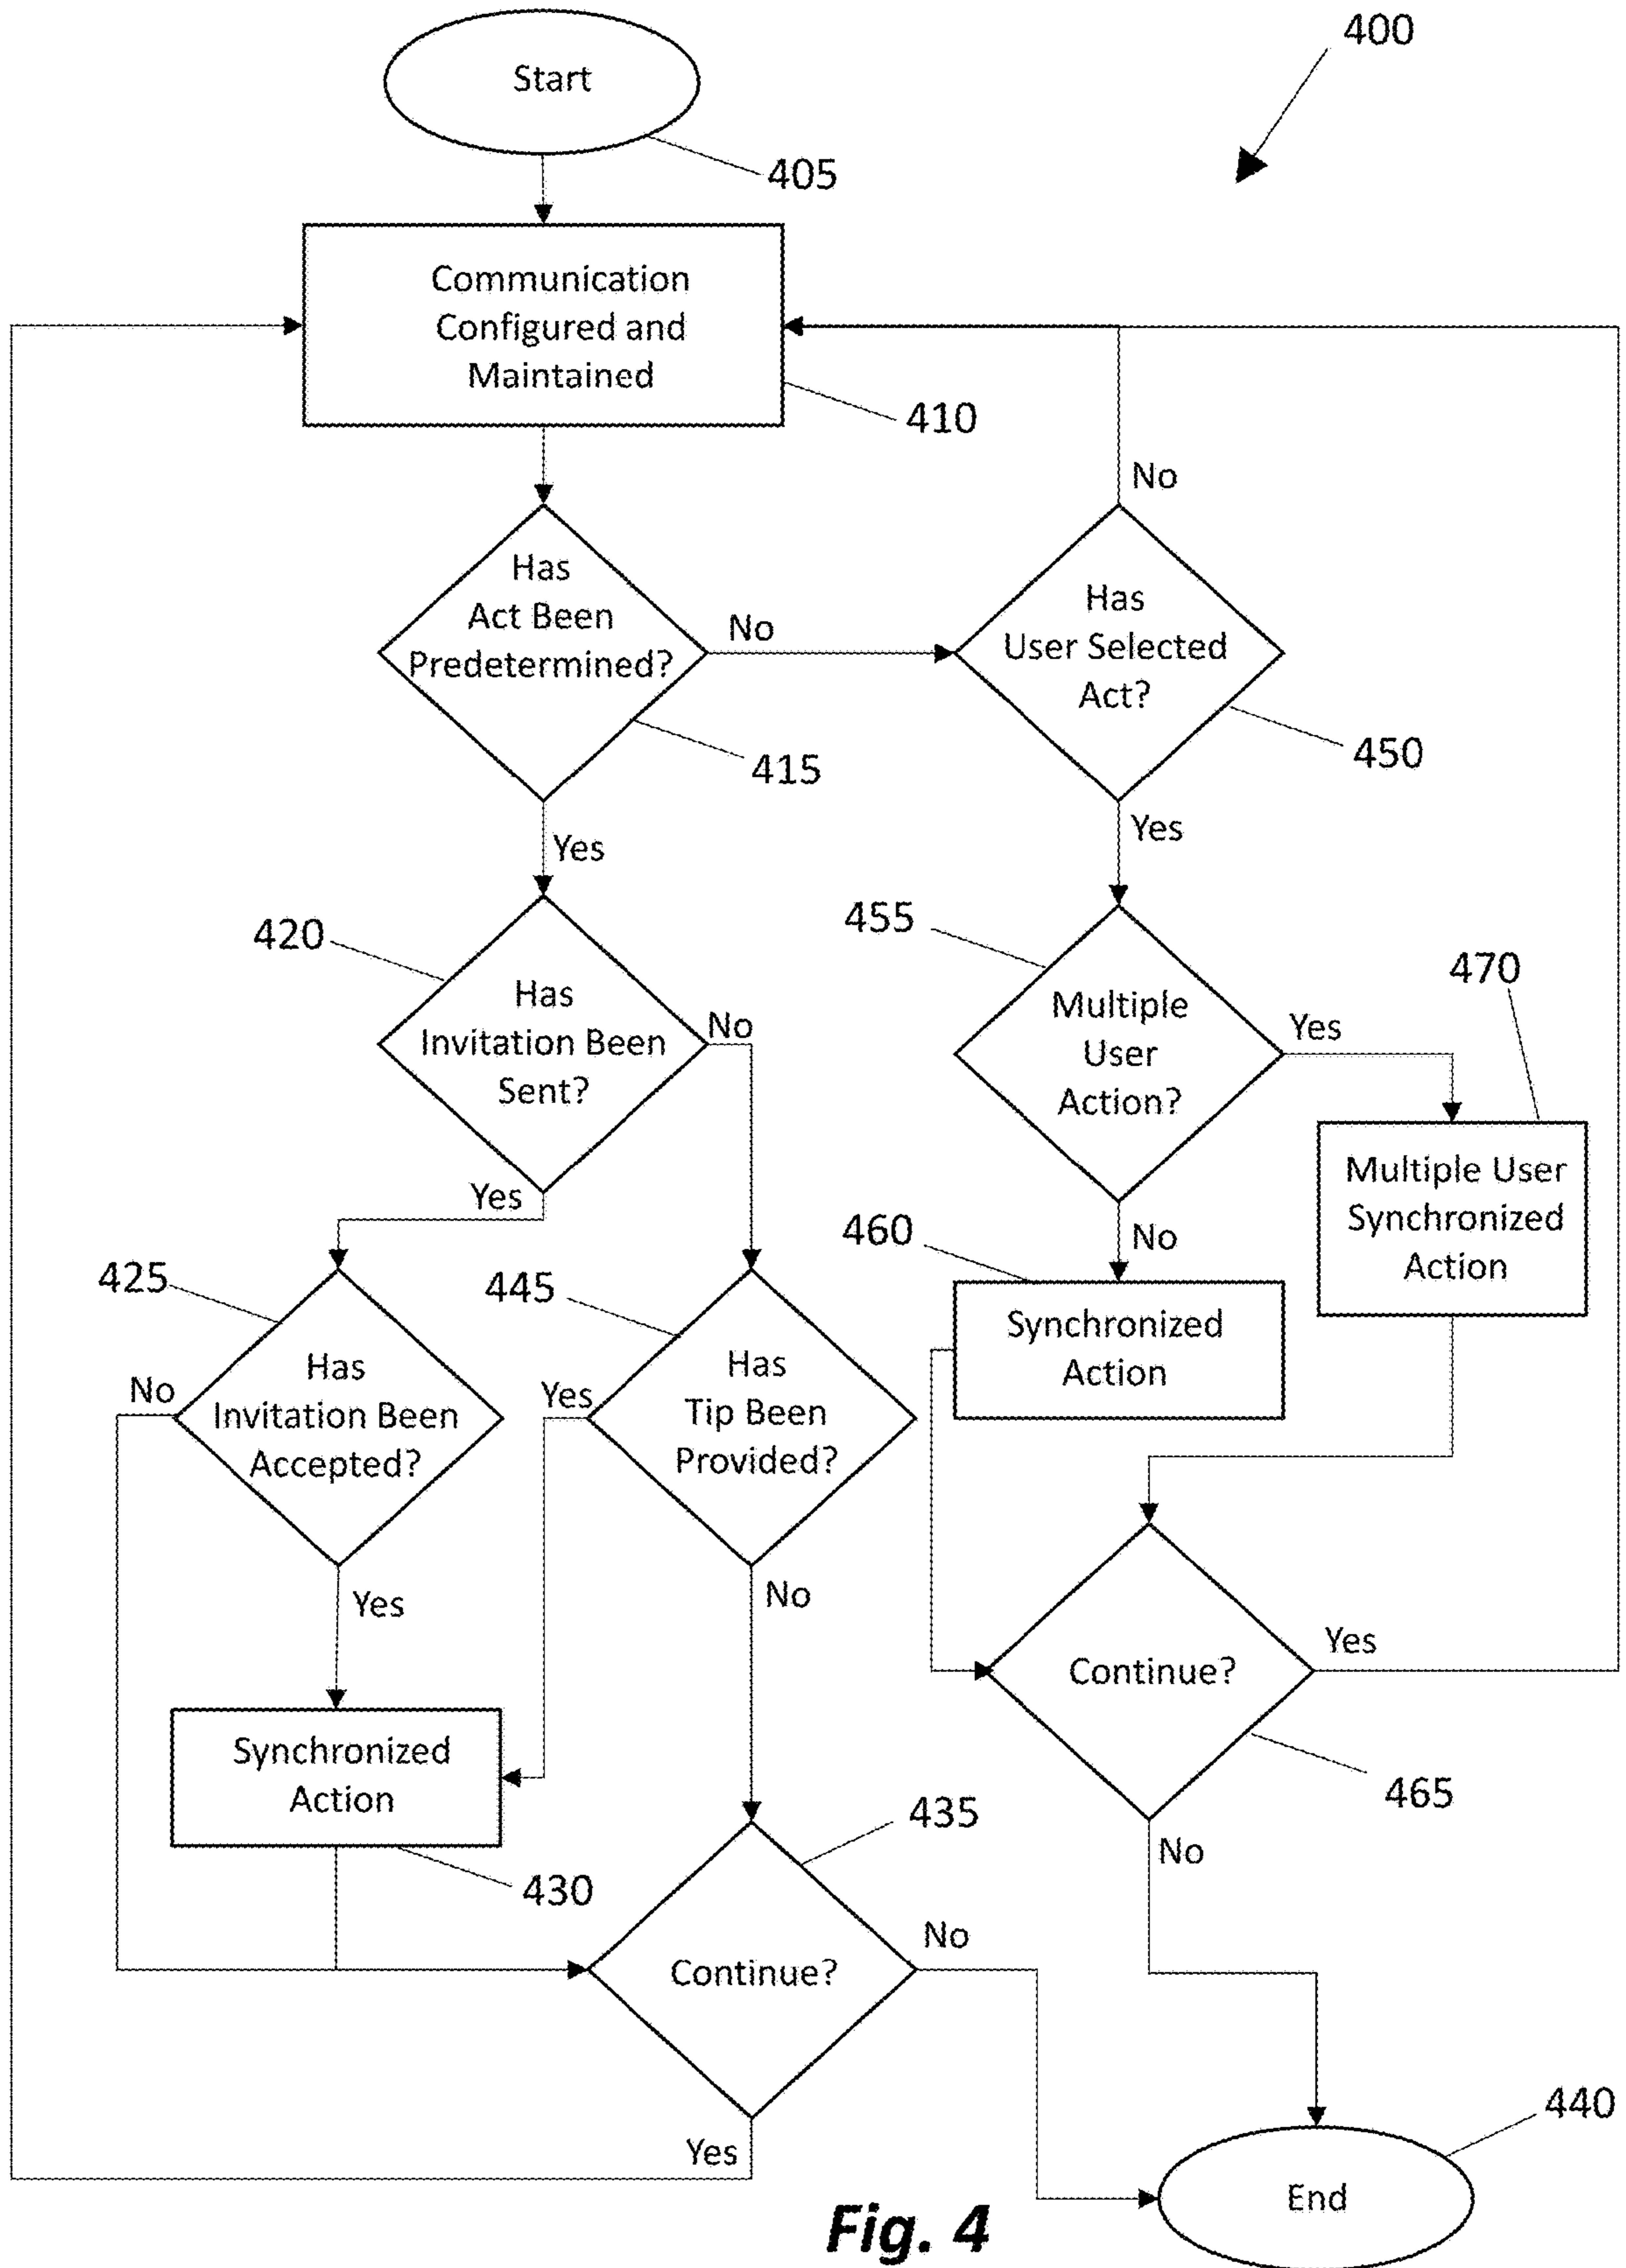 Start
400
405
Communication
Configured and
Maintained
410
Has
Act Been
Predetermined?
415
No
Has
User Selected
Act?
No
450
Yes
Yes
420
Has
Invitation Been
Sent?
No
Yes
455
Multiple
User
Action?
Yes
470
Multiple User
Synchronized
Action
No
460
Synchronized
Action
425
Has
Invitation Been
Accepted?
No
Yes
445
Has
Tip Been
Provided?
Yes
No
Continue?
Yes
465
No
Synchronized
Action
430
435
Continue?
No
Yes
440
End
Fig. 4